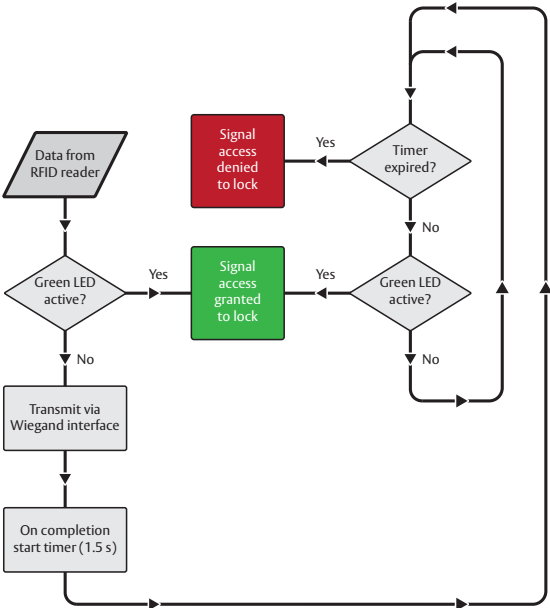 Data from
RFID reader
Green LED
active?
Yes
No
Transmit via
Wiegand interface
On completion
start timer (1.5 s)
Signal
access
denied
to lock
Yes
Timer
expired?
No
Signal
access
granted
to lock
Yes
Green LED
active?
No